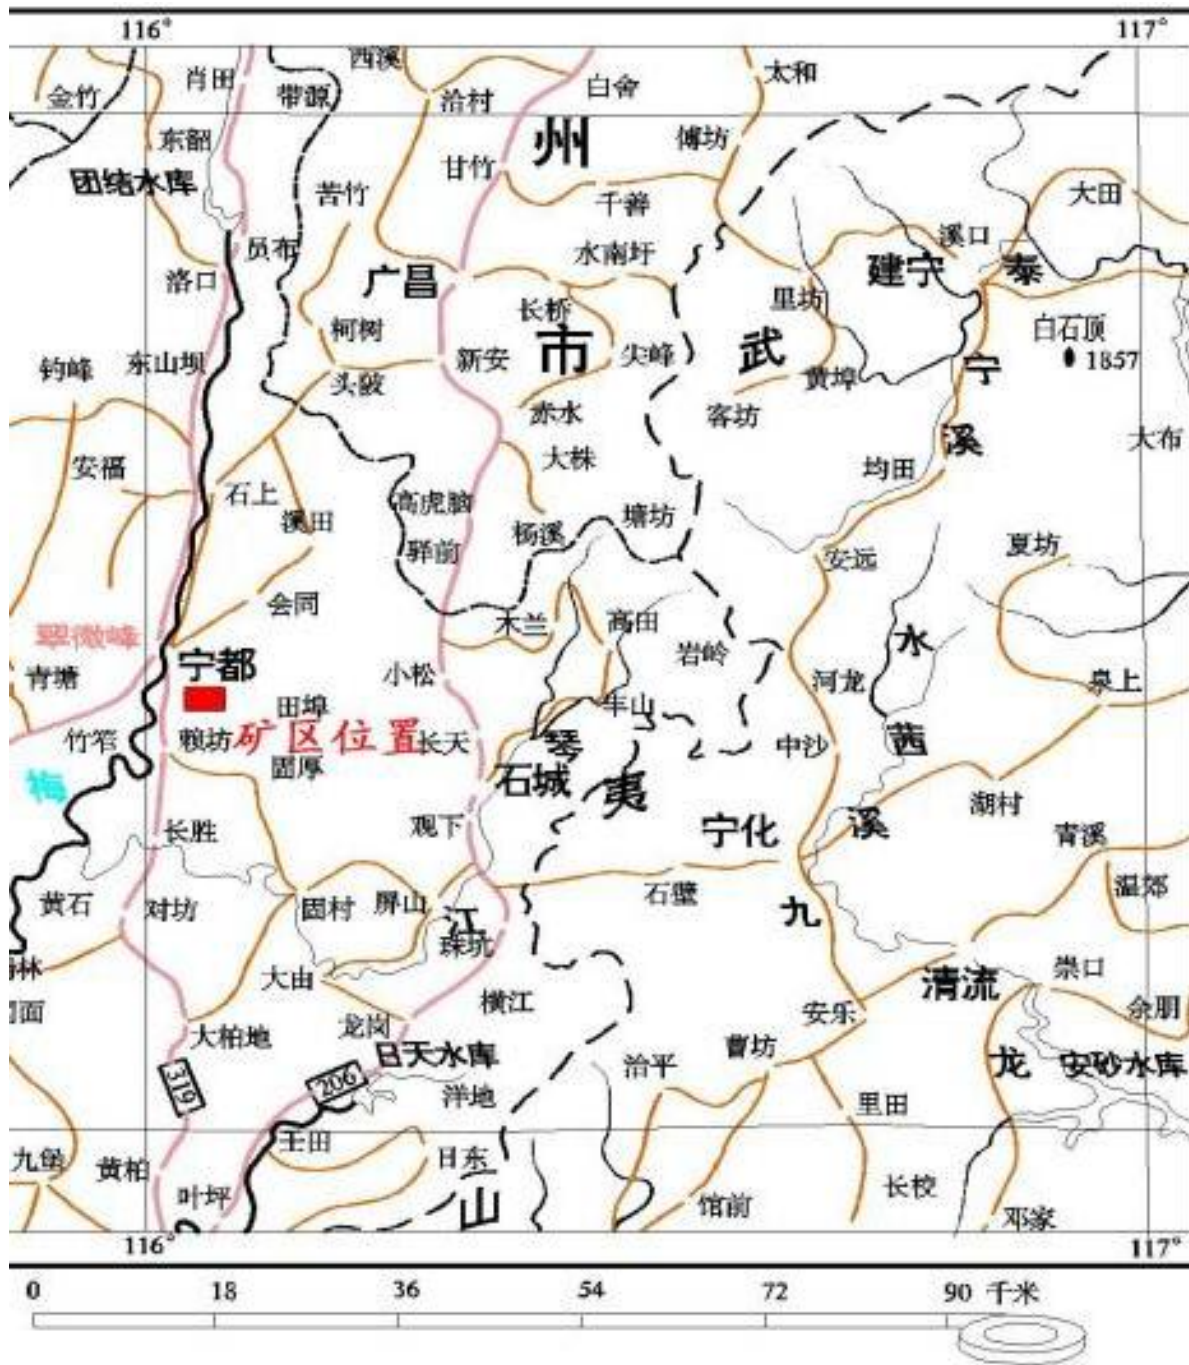 116°
117°
西溪
肖田
带源
白舍
太和
金竹
洽村
东韶
州
傅坊
甘竹
团结水库
苦竹
千善
大田
员布
水南圩
溪口
洛口
广昌
建宁
泰
里坊
长桥
白石顶
柯树
市
武
1857
钓峰
东山坝
新安
尖峰
宁
头陂
黄埠
赤水
客坊
溪
大布
安福
大株
均田
石上
高虎脑
溪田
杨溪
塘坊
驿前
安远
夏坊
会同
木兰
高田
翠微峰
水
宁都
岩岭
青塘
小松
河龙
泉上
田埠
车山
竹笮
赖坊
矿区位置
长天
琴
中沙
茜
固厚
石城
梅
夷
湖村
长胜
观下
宁化
溪
青溪
黄石
对坊
固村
屏山
石壁
温郊
江
九
珠坑
林
大由
清流
崇口
横江
面
大柏地
龙岗
安乐
余朋
日天水库
曹坊
治平
龙
安砂水库
319
206
洋地
里田
壬田
九堡
黄柏
日东
长校
叶坪
山
馆前
邓家
116°
117°
0 18 36 54 72 90 千米